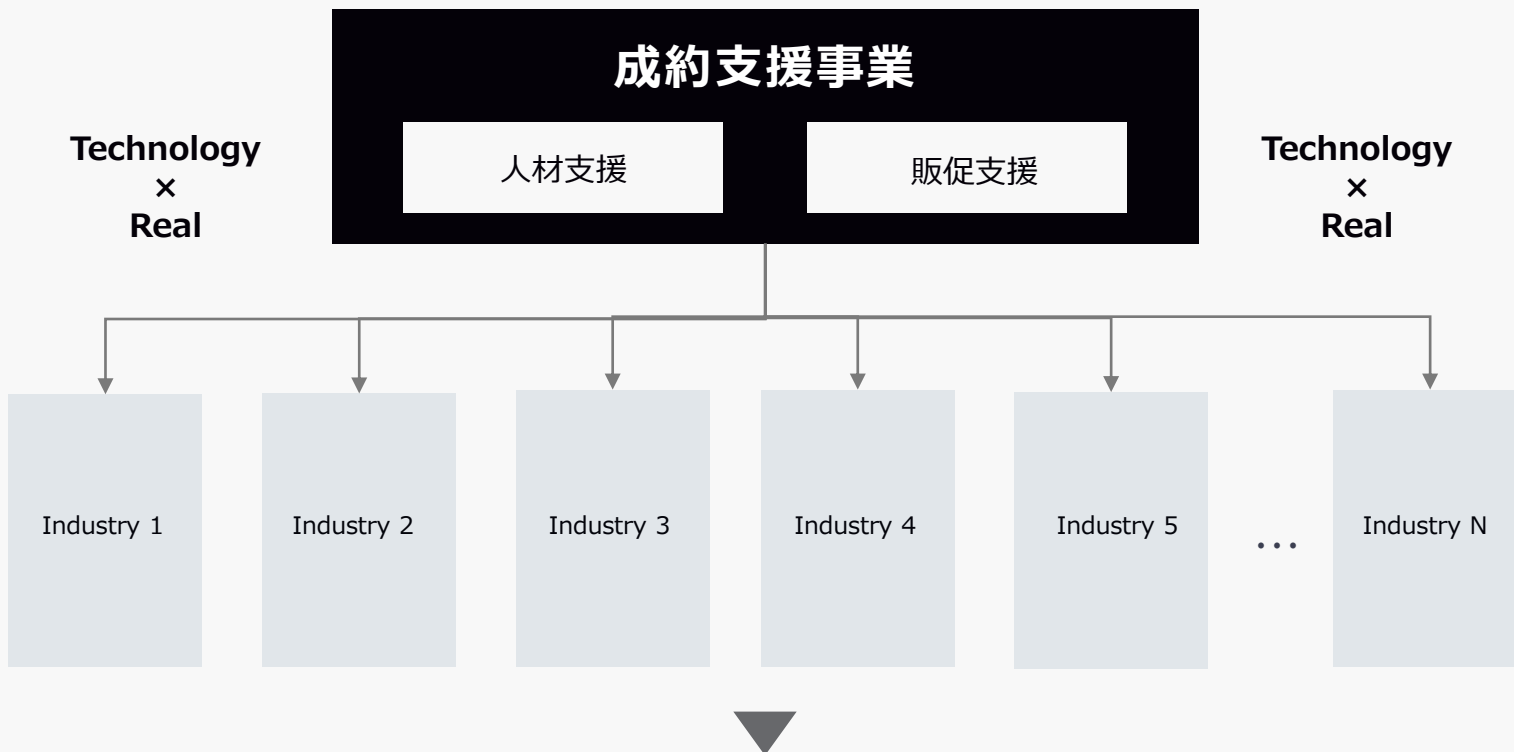 成約支援事業
Technology
×
Real
人材支援
販促支援
Technology
×
Real
Industry 1
Industry 2
Industry 3
Industry 4
Industry 5
...
Industry N